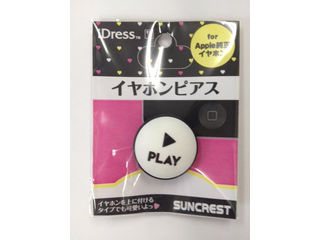 iDress™
for
Apple純正
イヤホン
イヤホンピアス
PLAY
イヤホンを上に付ける
タイプでも可愛いよっ♥
SUNCREST